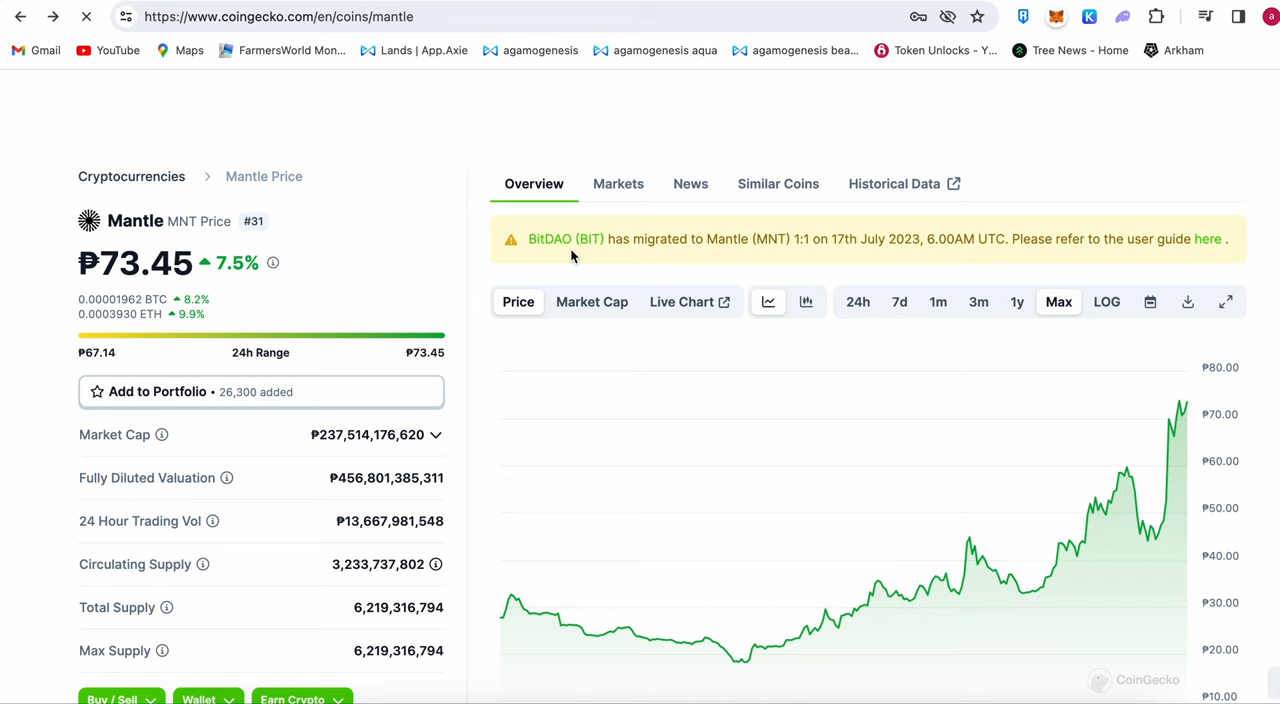 https://www.coingecko.com/en/coins/mantle
a
Gmail YouTube Maps FarmersWorld Mon... Lands | App.Axie agamogenesis agamogenesis aqua agamogenesis bea... Token Unlocks - Y... Tree News - Home Arkham
Cryptocurrencies > Mantle Price
Mantle MNT Price #31
₱73.45 7.5%
0.00001962 BTC 8.2%
0.0003930 ETH 9.9%
₱67.14 24h Range ₱73.45
Add to Portfolio • 26,300 added
Market Cap ₱237,514,176,620
Fully Diluted Valuation ₱456,801,385,311
24 Hour Trading Vol ₱13,667,981,548
Circulating Supply 3,233,737,802
Total Supply 6,219,316,794
Max Supply 6,219,316,794
Buy / Sell Wallet Earn Crypto
Overview Markets News Similar Coins Historical Data
BitDAO (BIT) has migrated to Mantle (MNT) 1:1 on 17th July 2023, 6.00AM UTC. Please refer to the user guide here .
Price Market Cap Live Chart 24h 7d 1m 3m 1y Max LOG
₱80.00
₱70.00
₱60.00
₱50.00
₱40.00
₱30.00
₱20.00
₱10.00
CoinGecko